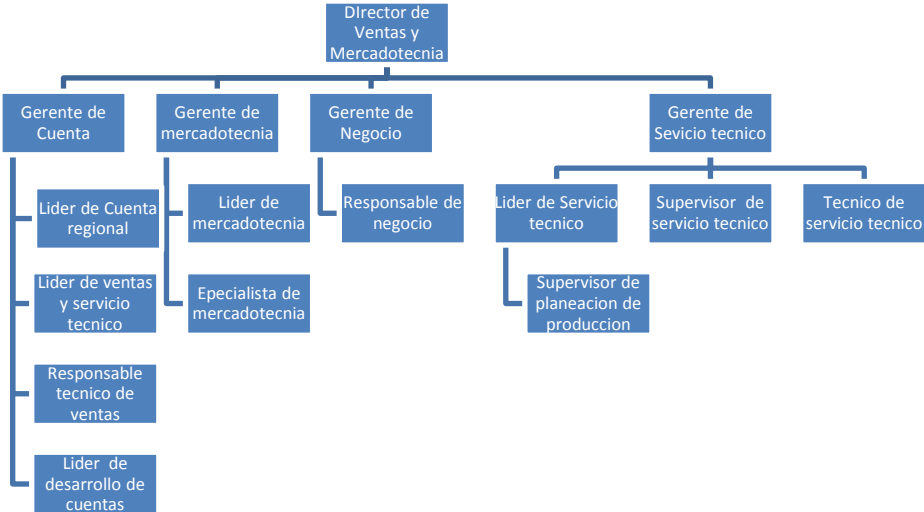 DIrector de
Ventas y
Mercadotecnia
Gerente de
Cuenta
Gerente de
mercadotecnia
Gerente de
Negocio
Gerente de
Sevicio tecnico
Lider de Cuenta
regional
Lider de
mercadotecnia
Responsable de
negocio
Lider de Servicio
tecnico
Supervisor de
servicio tecnico
Tecnico de
servicio tecnico
Lider de ventas
y servicio
tecnico
Epecialista de
mercadotecnia
Supervisor de
planeacion de
produccion
Responsable
tecnico de
ventas
Lider de
desarrollo de
cuentas